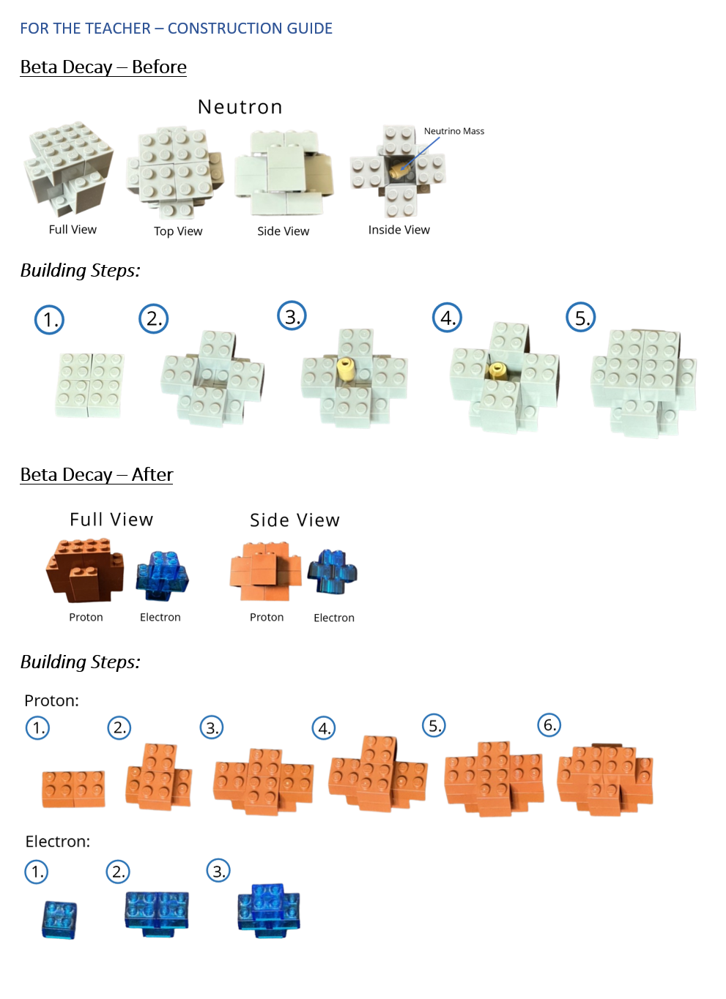 FOR THE TEACHER – CONSTRUCTION GUIDE
Beta Decay – Before
Neutron
Neutrino Mass
Full View
Top View
Side View
Inside View
Building Steps:
1.
2.
3.
4.
5.
Beta Decay – After
Full View
Side View
Proton
Electron
Proton
Electron
Building Steps:
Proton:
1.
2.
3.
4.
5.
6.
Electron:
1.
2.
3.